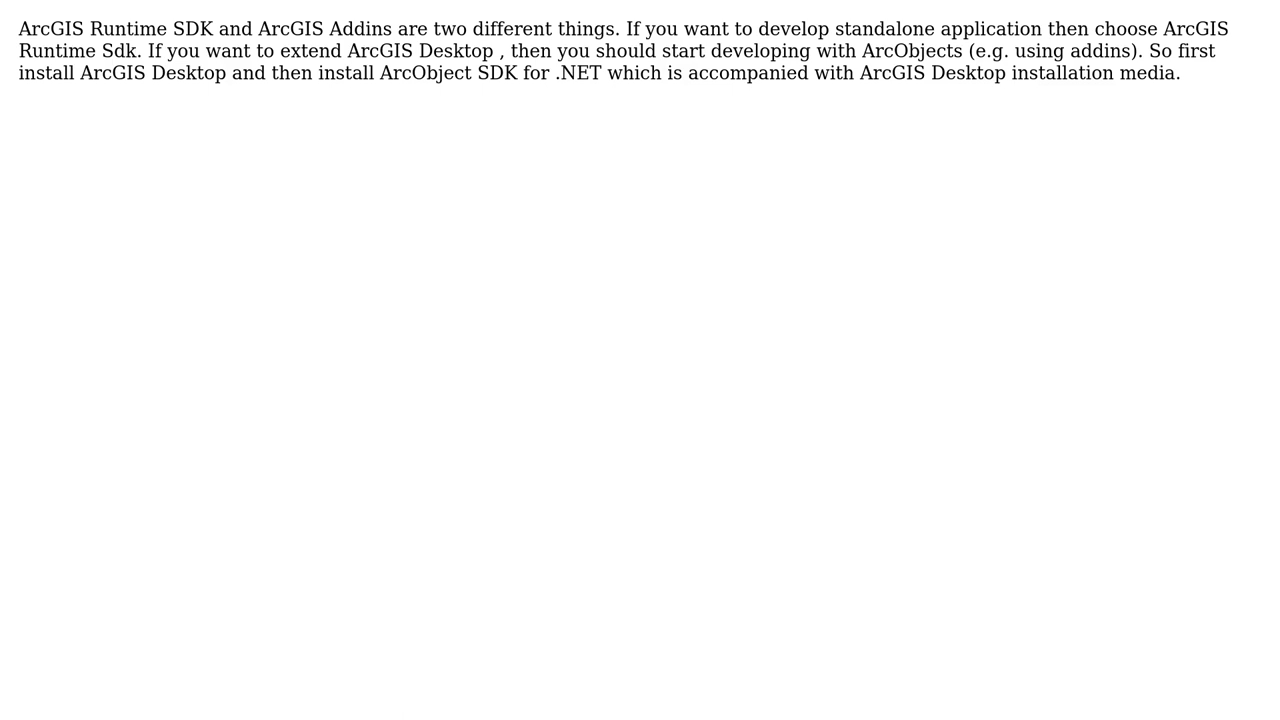 ArcGIS Runtime SDK and ArcGIS Addins are two different things. If you want to develop standalone application then choose ArcGIS
Runtime Sdk. If you want to extend ArcGIS Desktop , then you should start developing with ArcObjects (e.g. using addins). So first
install ArcGIS Desktop and then install ArcObject SDK for .NET which is accompanied with ArcGIS Desktop installation media.